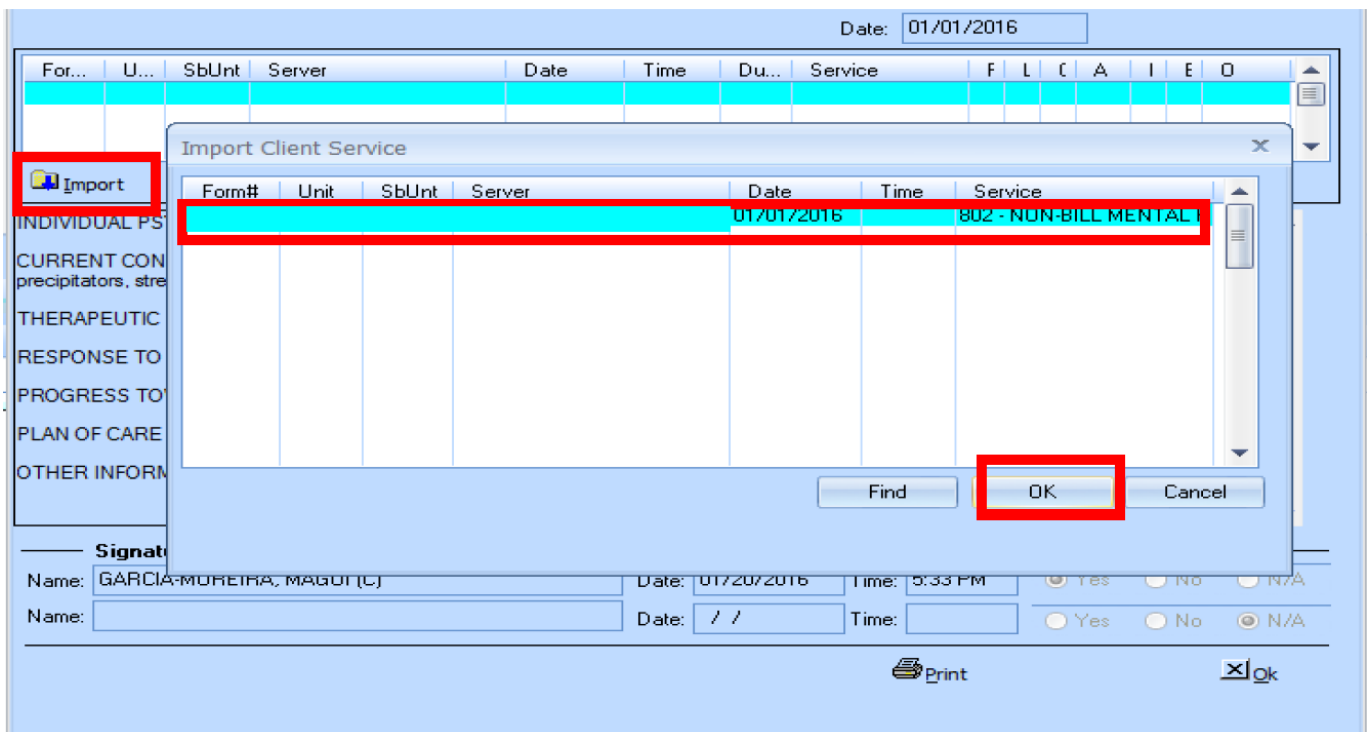 Date: 01/01/2016
For... U... SbUnt Server Date Time Du... Service F L C A I E O
Import Client Service x
Import
Form# Unit SbUnt Server Date Time Service
01/01/2016 802 - NON-BILL MENTAL
INDIVIDUAL PS
CURRENT CON
precipitators, stre
THERAPEUTIC
RESPONSE TO
PROGRESS TO
PLAN OF CARE
OTHER INFORM
Find OK Cancel
Signat
Name: GARCIA-MOREIRA, MAGUI (C) Date: 01/20/2016 Time: 5:33 PM Yes No N/A
Name: Date: / / Time: Yes No N/A
Print Ok